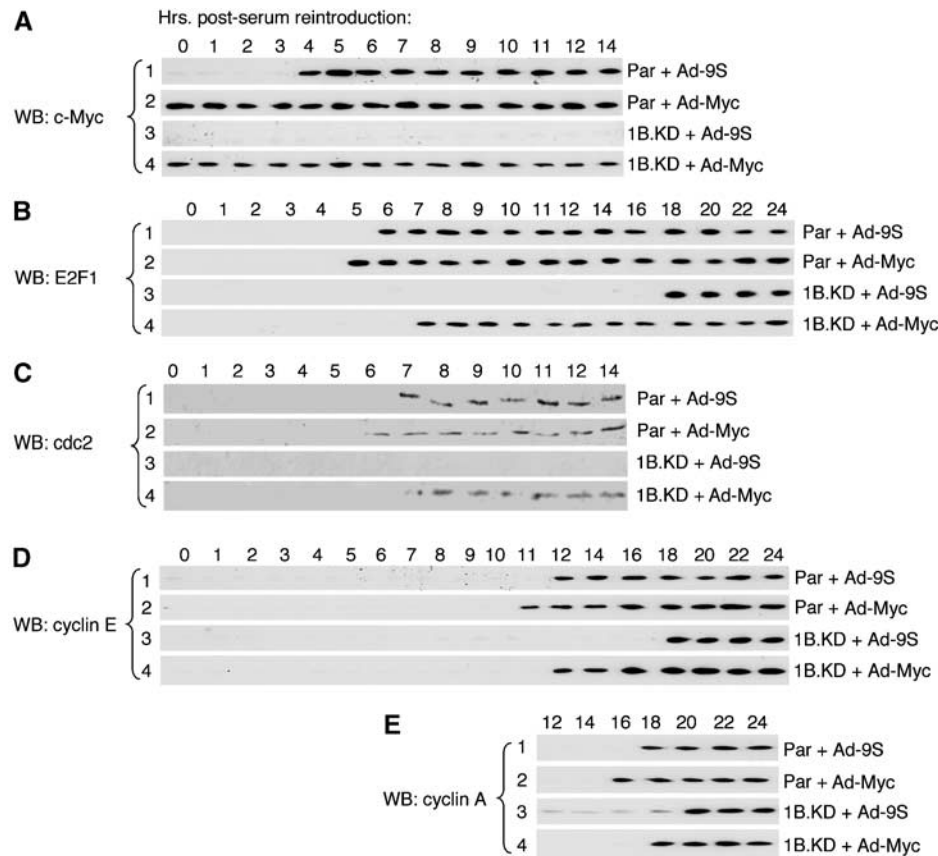 A
Hrs. post-serum reintroduction:
0 1 2 3 4 5 6 7 8 9 10 11 12 14
WB: c-Myc
1 Par + Ad-9S
2 Par + Ad-Myc
3 1B.KD + Ad-9S
4 1B.KD + Ad-Myc
B
0 1 2 3 4 5 6 7 8 9 10 11 12 14 16 18 20 22 24
WB: E2F1
1 Par + Ad-9S
2 Par + Ad-Myc
3 1B.KD + Ad-9S
4 1B.KD + Ad-Myc
C
0 1 2 3 4 5 6 7 8 9 10 11 12 14
WB: cdc2
1 Par + Ad-9S
2 Par + Ad-Myc
3 1B.KD + Ad-9S
4 1B.KD + Ad-Myc
D
0 1 2 3 4 5 6 7 8 9 10 11 12 14 16 18 20 22 24
WB: cyclin E
1 Par + Ad-9S
2 Par + Ad-Myc
3 1B.KD + Ad-9S
4 1B.KD + Ad-Myc
E
12 14 16 18 20 22 24
WB: cyclin A
1 Par + Ad-9S
2 Par + Ad-Myc
3 1B.KD + Ad-9S
4 1B.KD + Ad-Myc